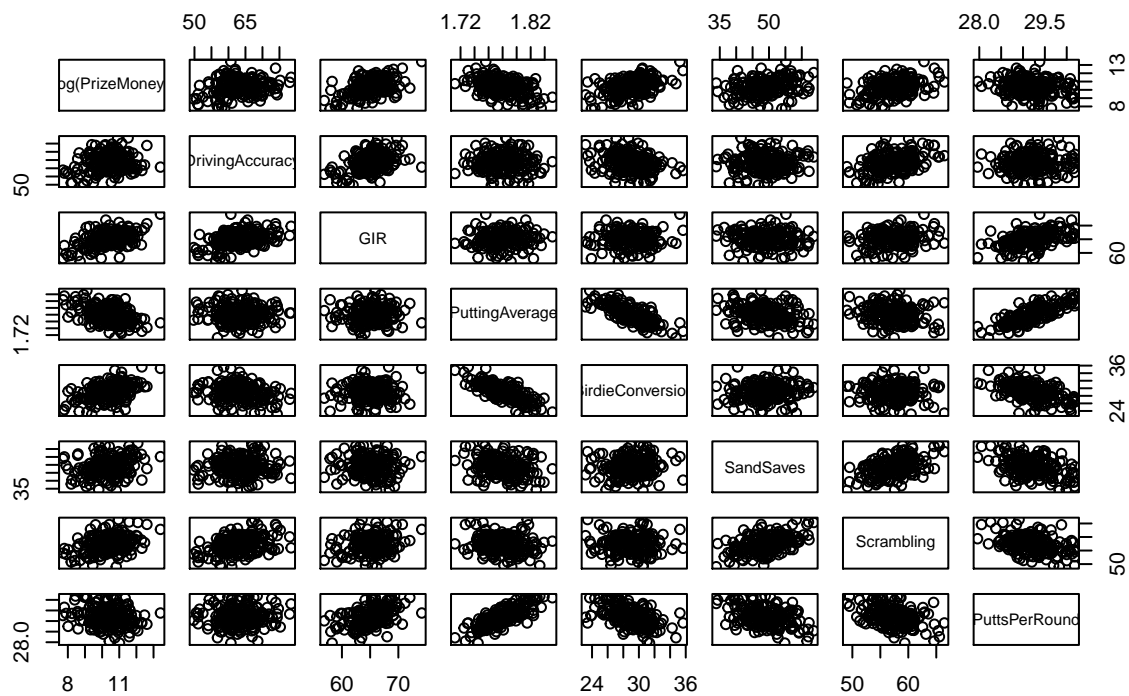 50 65 1.72 1.82 35 50 28.0 29.5
og(PrizeMoney
8 13
DrivingAccuracy
50
GIR
60
PuttingAverage
1.72
BirdieConversion
24 36
SandSaves
35
Scrambling
50
PuttsPerRound
28.0
8 11 60 70 24 30 36 50 60